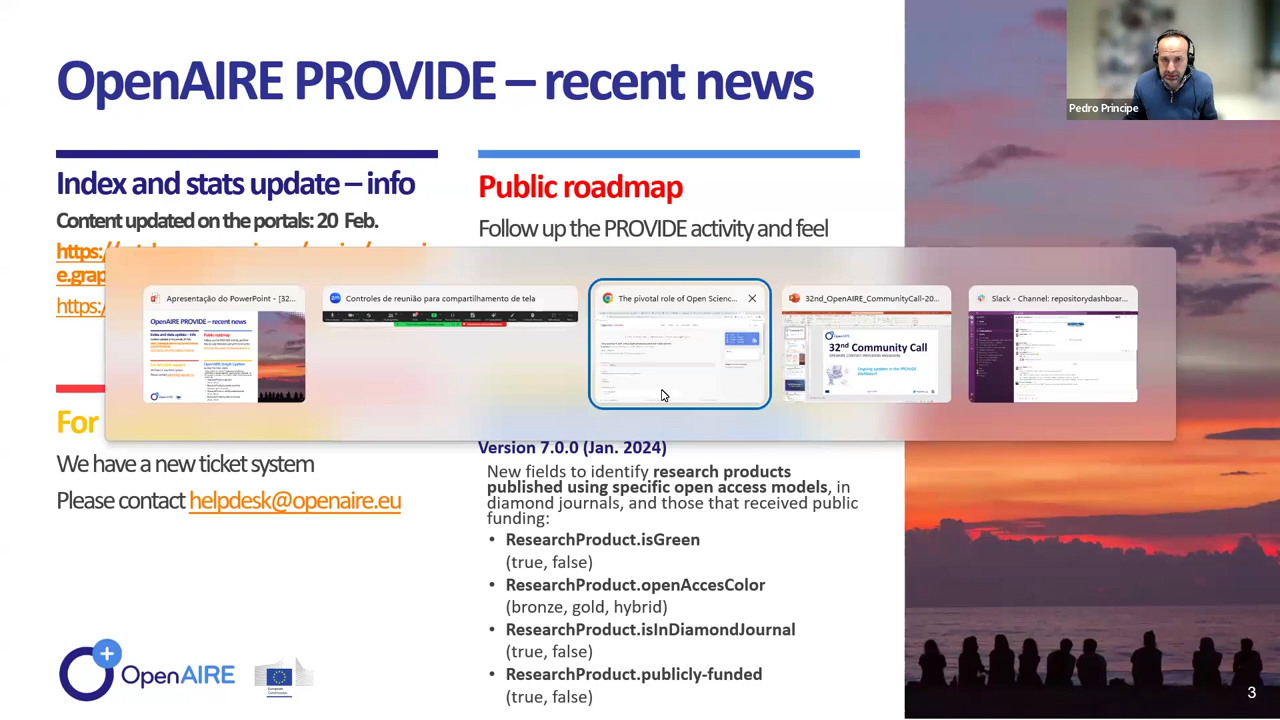 OpenAIRE PROVIDE – recent news
Pedro Principe
Index and stats update – info
Content updated on the portals: 20 Feb.
https:/
e.grap
https:/
Public roadmap
Follow up the PROVIDE activity and feel
Apresentação do PowerPoint - [32...
Controles de reunião para compartilhamento de tela
The pivotal role of Open Scienc...
32nd_OpenAIRE_CommunityCall-20...
Slack - Channel: repositorydashboar...
OpenAIRE PROVIDE – recent news
32nd Community Call
For
We have a new ticket system
Please contact helpdesk@openaire.eu
Version 7.0.0 (Jan. 2024)
New fields to identify research products
published using specific open access models, in
diamond journals, and those that received public
funding:
• ResearchProduct.isGreen
(true, false)
• ResearchProduct.openAccesColor
(bronze, gold, hybrid)
• ResearchProduct.isInDiamondJournal
(true, false)
• ResearchProduct.publicly-funded
(true, false)
OpenAIRE
European
Commission
3